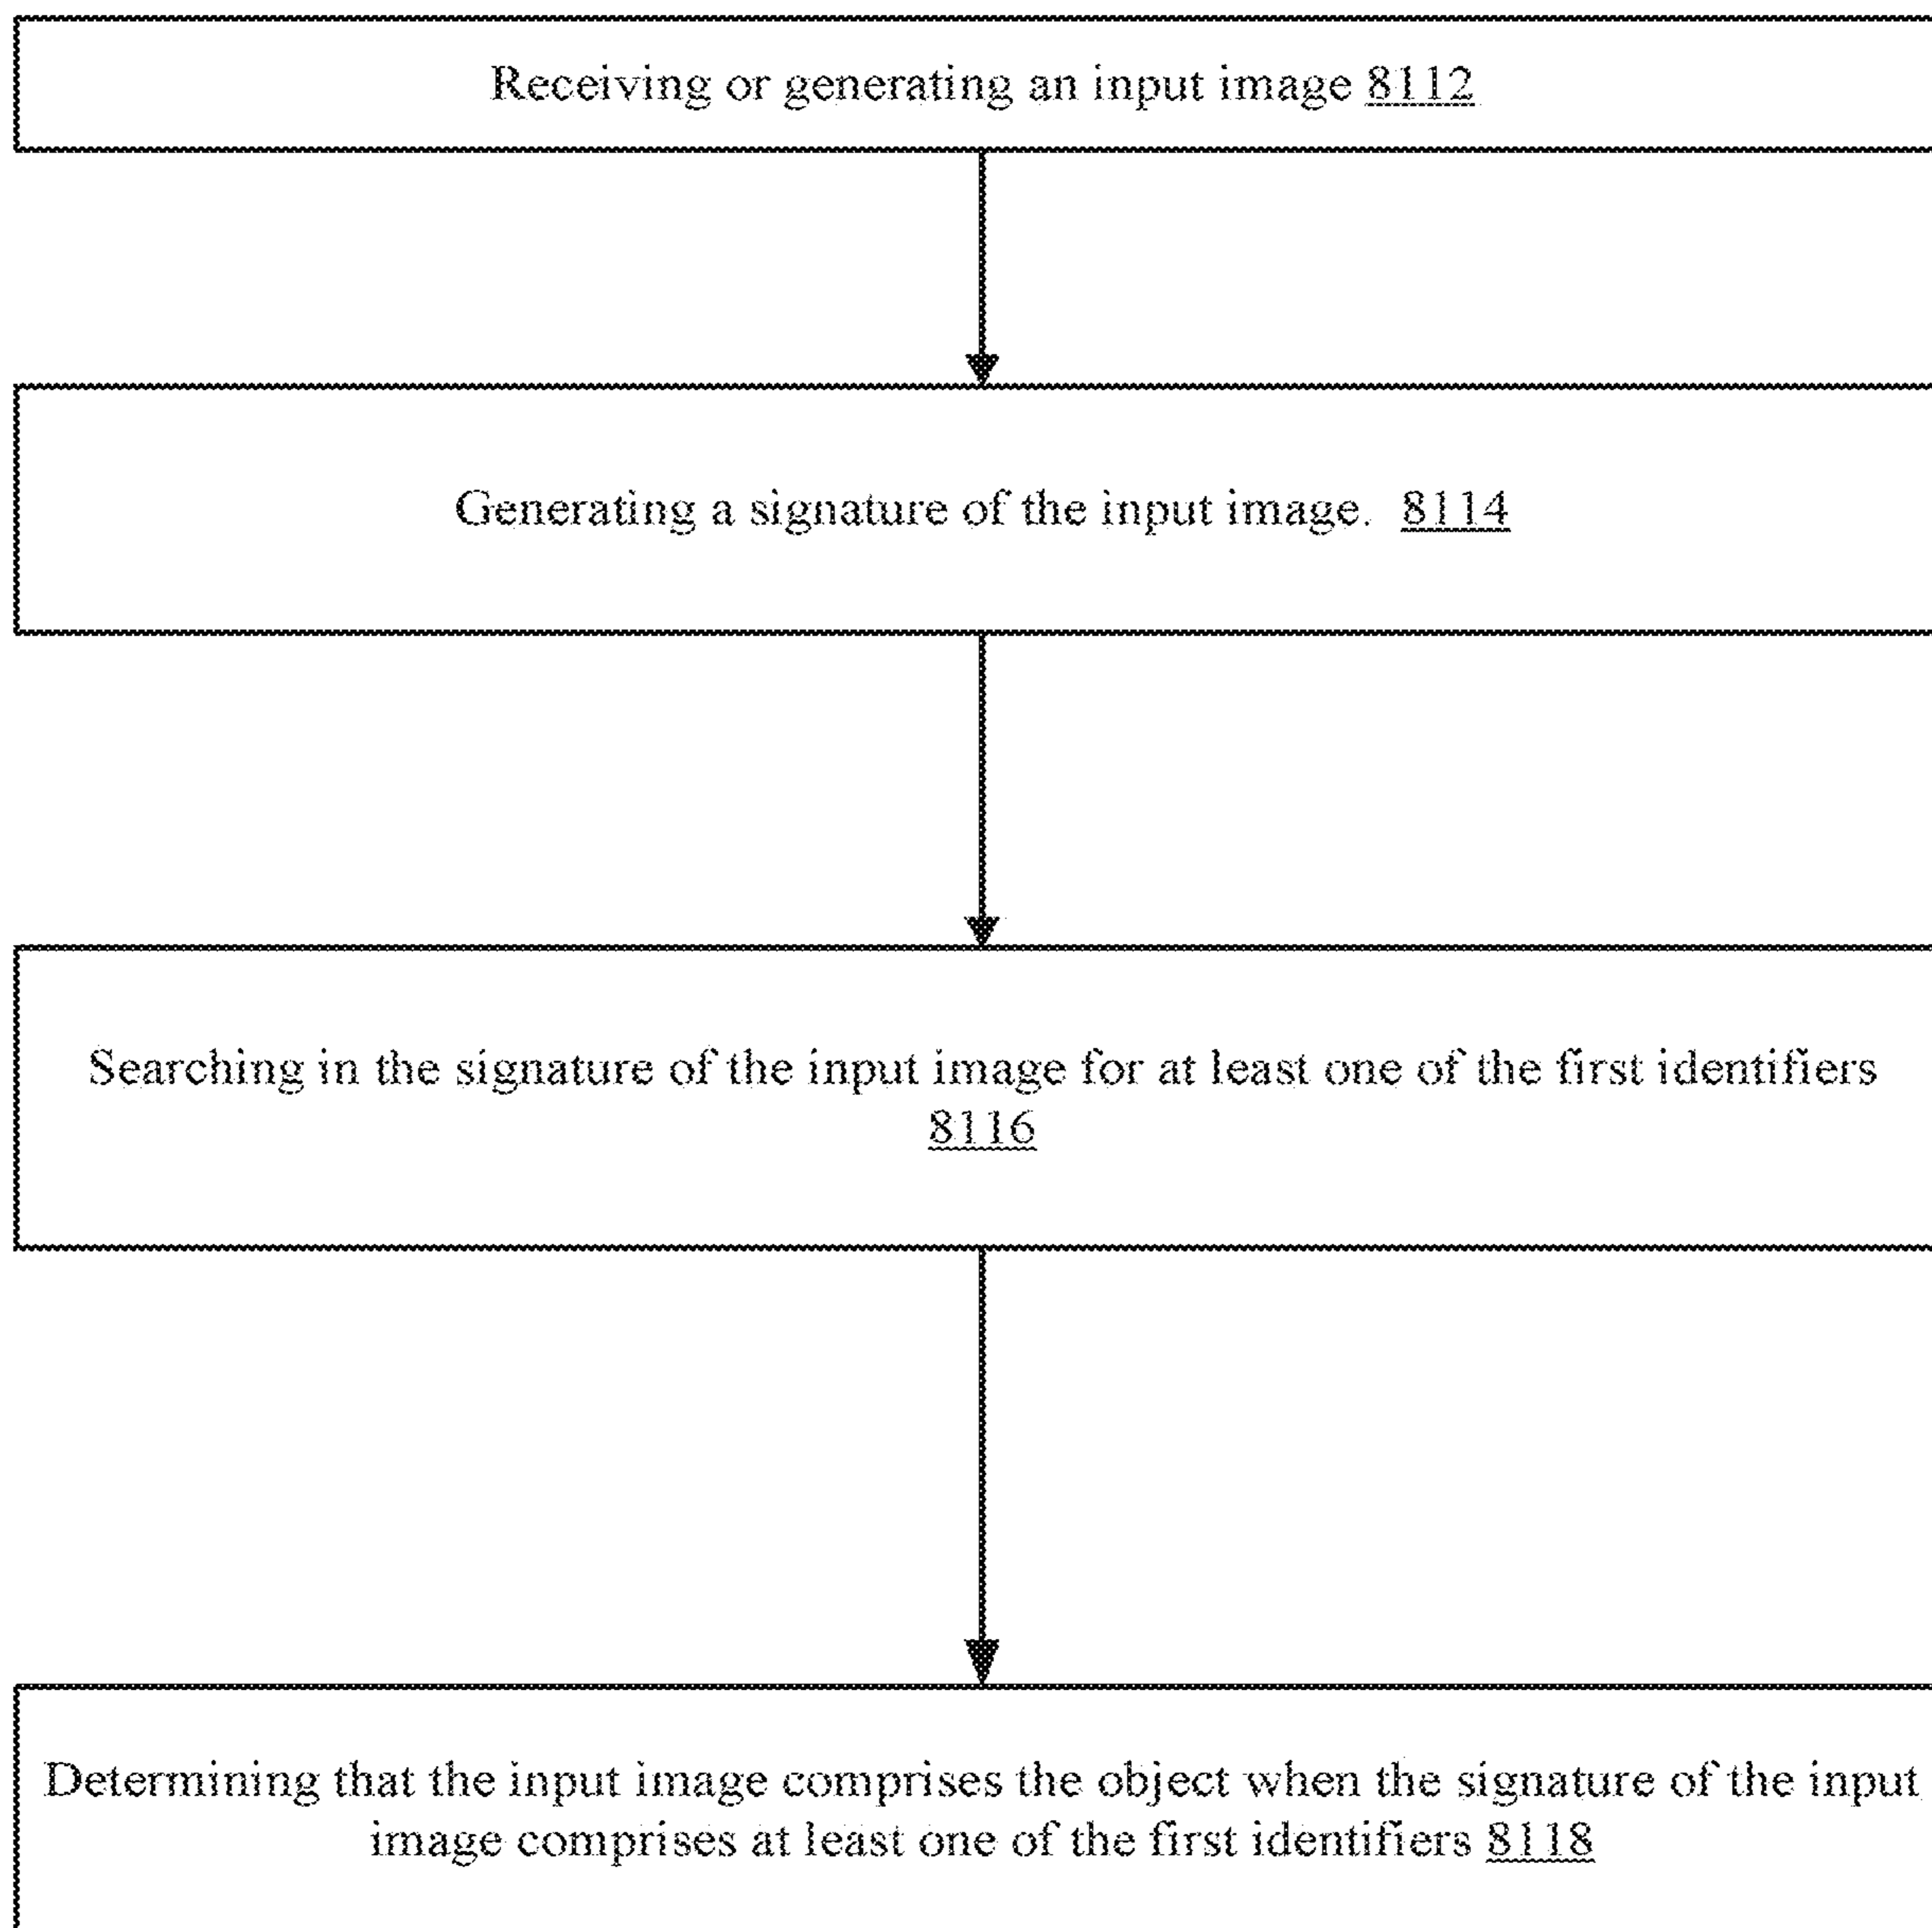 Receiving or generating an input image 8112
Generating a signature of the input image. 8114
Searching in the signature of the input image for at least one of the first identifiers
8116
Determining that the input image comprises the object when the signature of the input
image comprises at least one of the first identifiers 8118